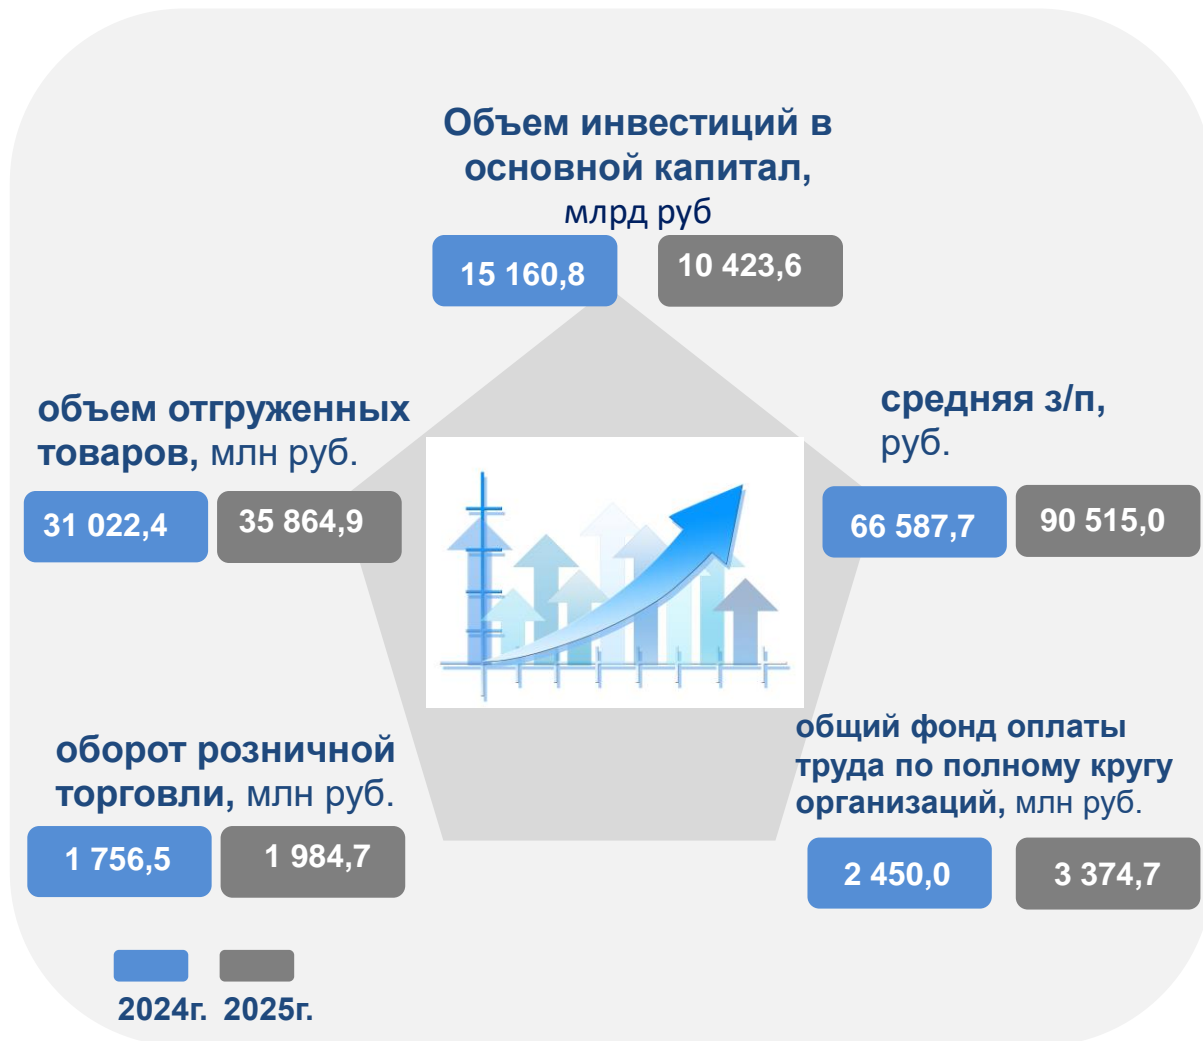 Объем инвестиций в
основной капитал,
млрд руб
15 160,8
10 423,6
объем отгруженных
товаров, млн руб.
31 022,4
35 864,9
средняя з/п,
руб.
66 587,7
90 515,0
оборот розничной
торговли, млн руб.
1 756,5
1 984,7
общий фонд оплаты
труда по полному кругу
организаций, млн руб.
2 450,0
3 374,7
2024г. 2025г.